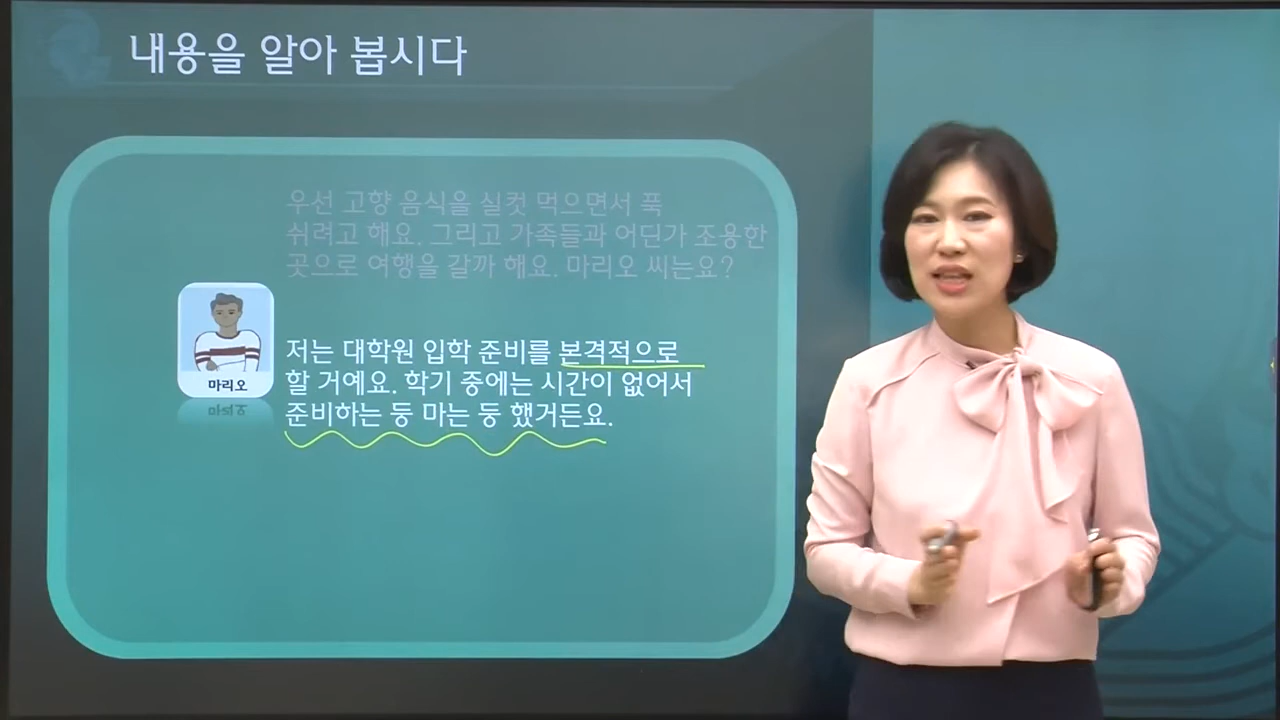 내용을 알아 봅시다
우선 고향 음식을 실컷 먹으면서 푹
쉬려고 해요. 그리고 가족들과 어딘가 조용한
곳으로 여행을 갈까 해요. 마리오 씨는요?
저는 대학원 입학 준비를 본격적으로
할 거예요. 학기 중에는 시간이 없어서
준비하는 둥 마는 둥 했거든요.
마리오